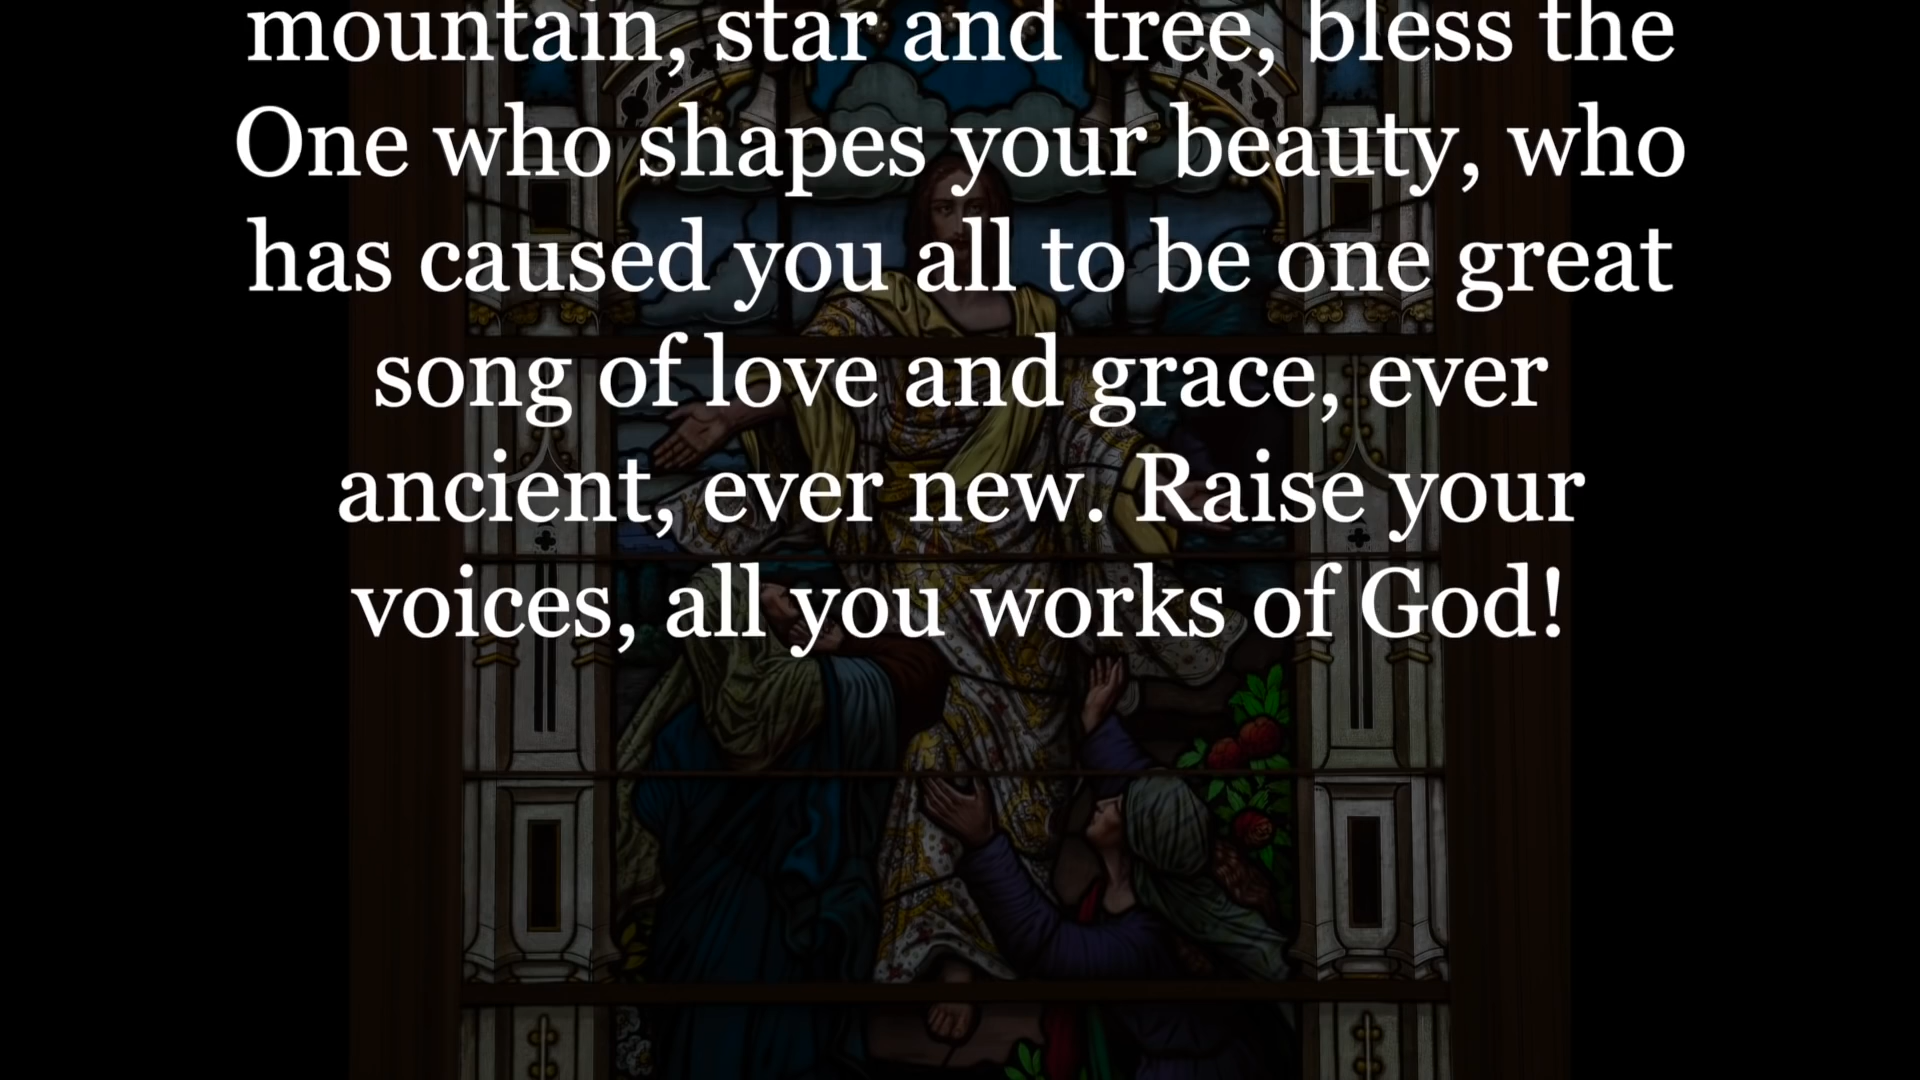 mountain, star and tree, bless the
One who shapes your beauty, who
has caused you all to be one great
song of love and grace, ever
ancient, ever new. Raise your
voices, all you works of God!